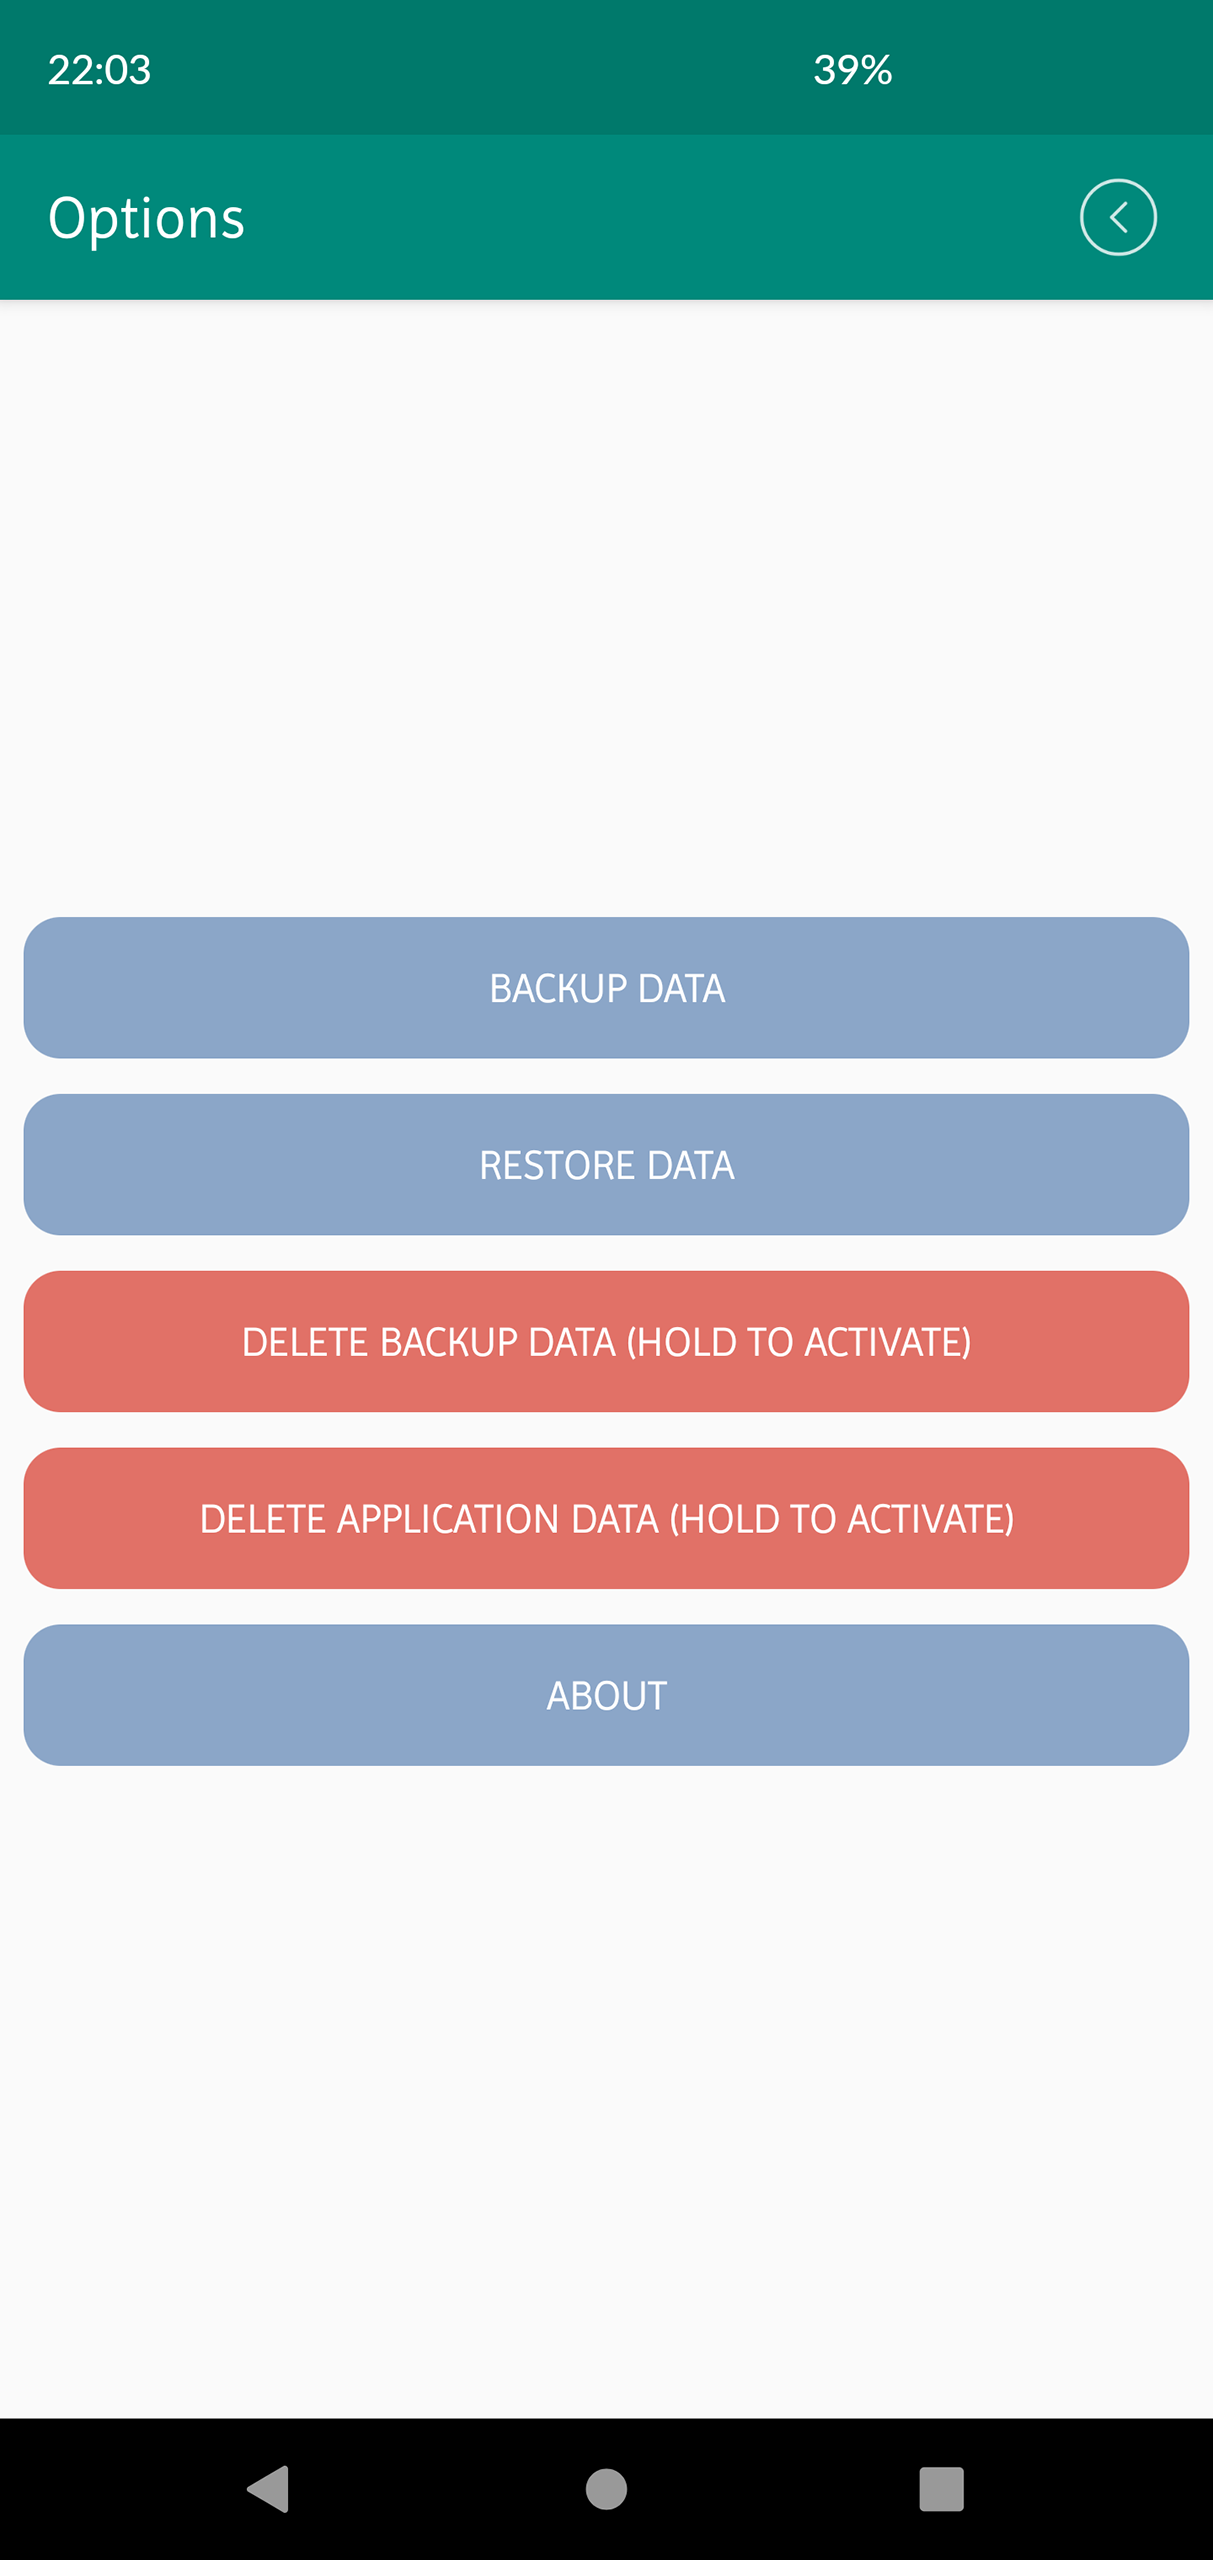 22:03 39%
Options
BACKUP DATA
RESTORE DATA
DELETE BACKUP DATA (HOLD TO ACTIVATE)
DELETE APPLICATION DATA (HOLD TO ACTIVATE)
ABOUT